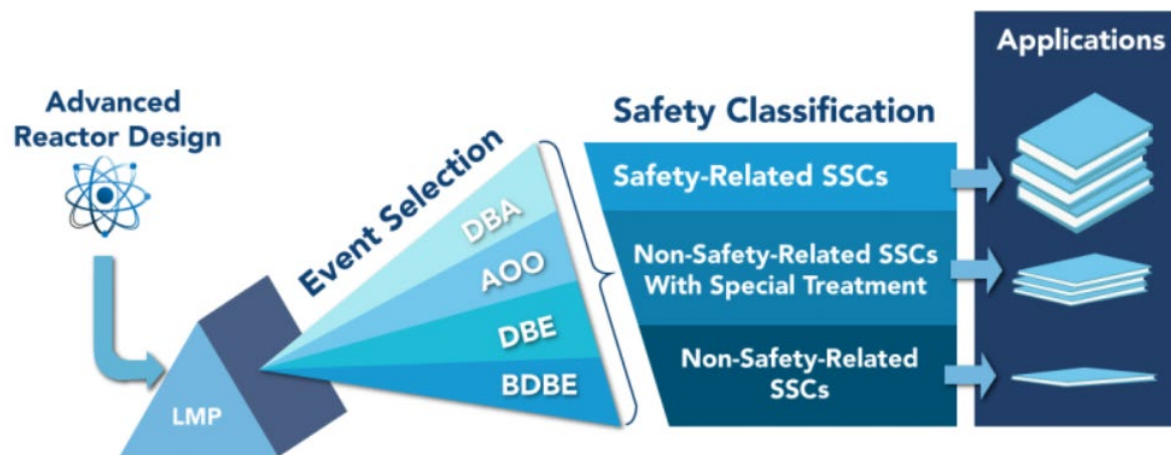 Advanced
Reactor Design
LMP
Event Selection
DBA
AOO
DBE
BDBE
Safety Classification
Safety-Related SSCs
Non-Safety-Related SSCs
With Special Treatment
Non-Safety-Related
SSCs
Applications